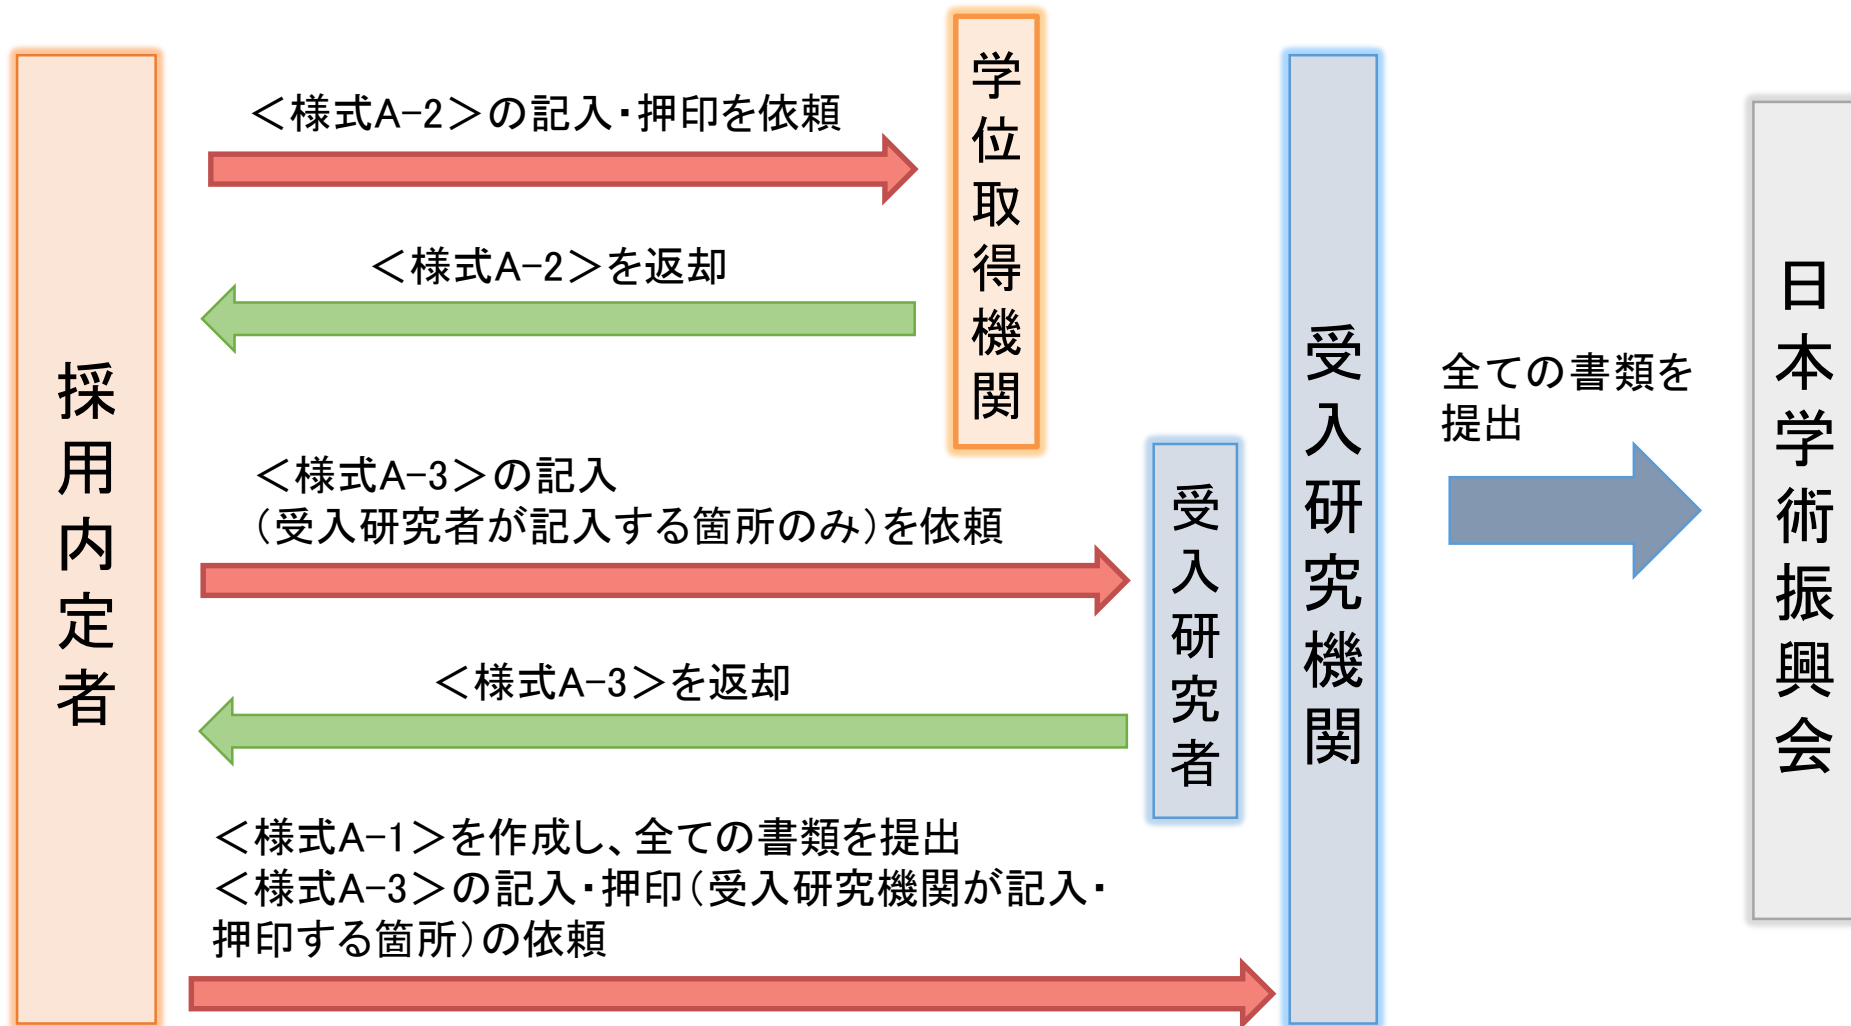 採用内定者
<様式A-2>の記入・押印を依頼
<様式A-2>を返却
学位取得機関
<様式A-3>の記入
(受入研究者が記入する箇所のみ)を依頼
<様式A-3>を返却
受入研究者
<様式A-1>を作成し、全ての書類を提出
<様式A-3>の記入・押印(受入研究機関が記入・
押印する箇所)の依頼
受入研究機関
全ての書類を
提出
日本学術振興会